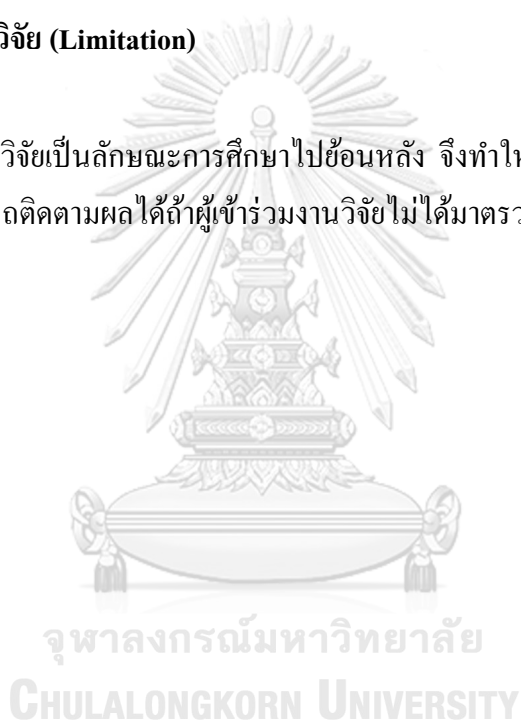 วิจัย (Limitation)
วิจัยเป็นลักษณะการศึกษาไปย้อนหลัง จึงทำให
ถติดตามผลได้ถ้าผู้เข้าร่วมงานวิจัยไม่ได้มาตรว
จุฬาลงกรณ์มหาวิทยาลัย
CHULALONGKORN UNIVERSITY